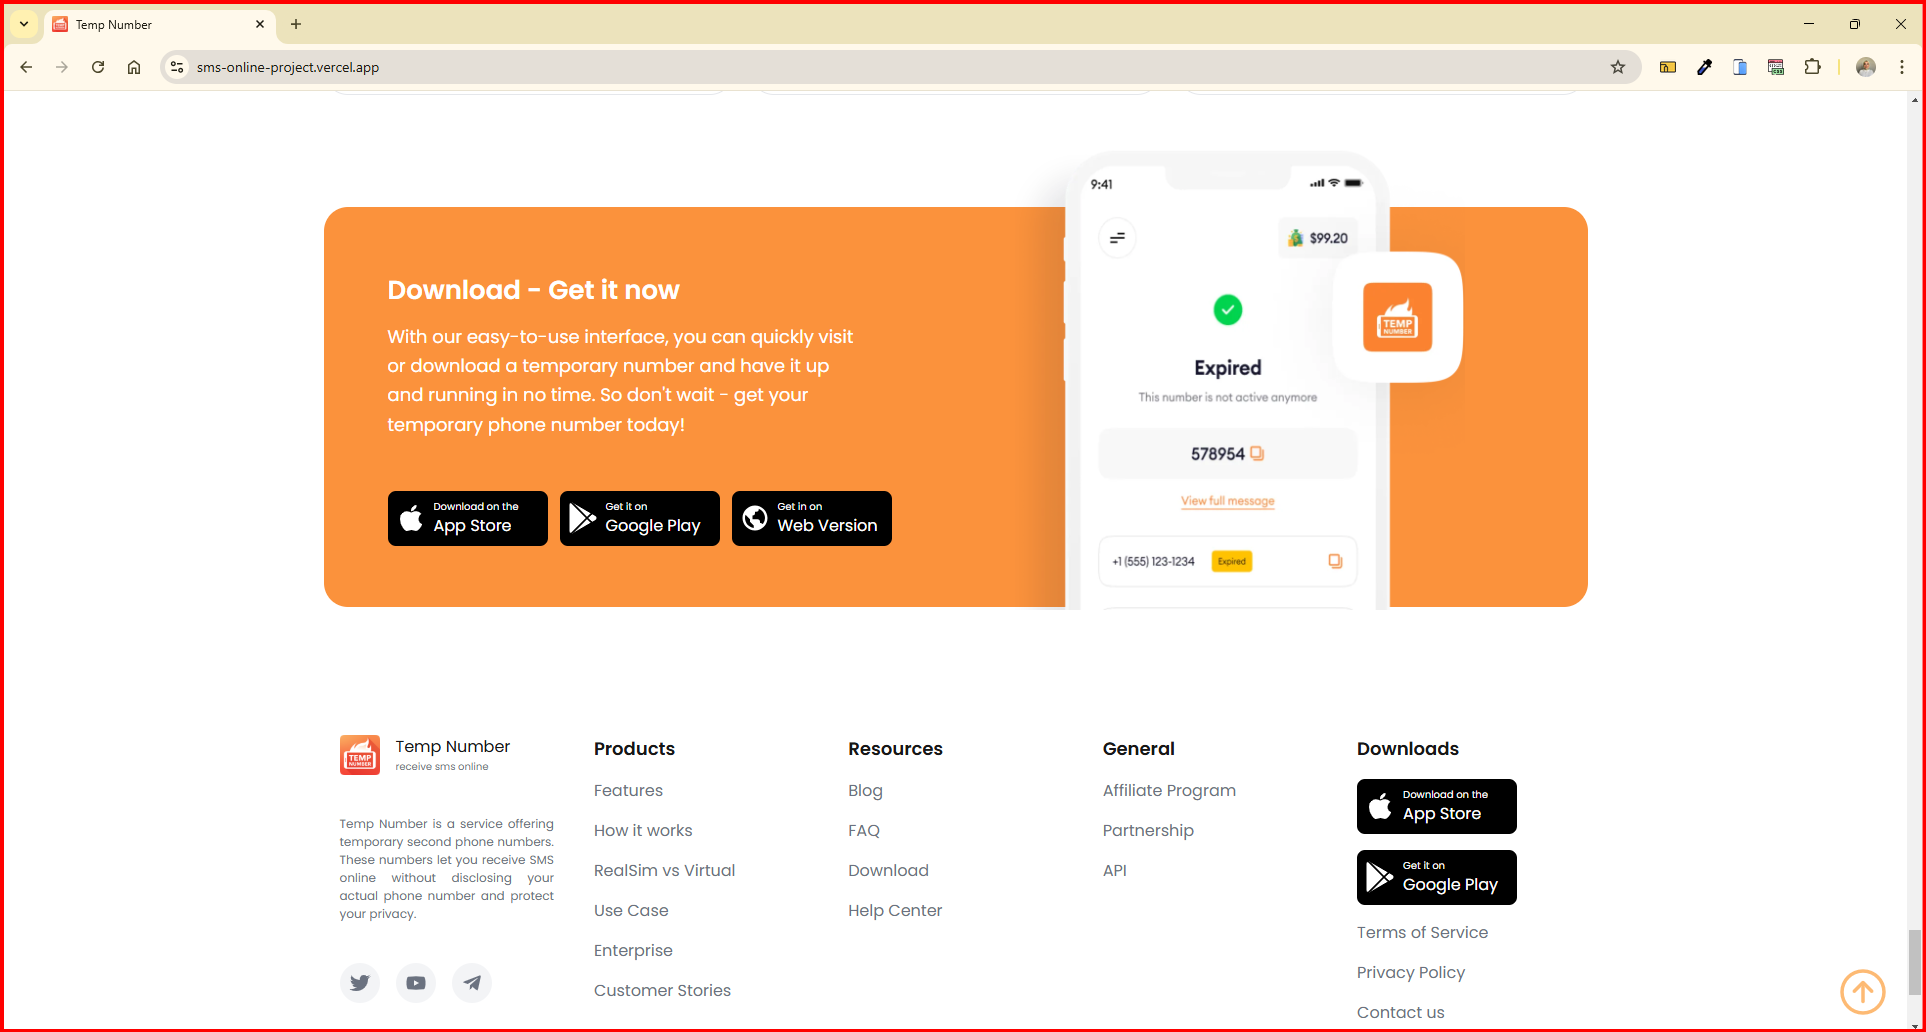 Temp Number
sms-online-project.vercel.app
9:41
$99.20
TEMP
NUMBER
Expired
This number is not active anymore
578954
View full message
+1 (555) 123-1234 Expired
Download - Get it now
With our easy-to-use interface, you can quickly visit
or download a temporary number and have it up
and running in no time. So don't wait - get your
temporary phone number today!
Download on the
App Store
Get it on
Google Play
Get in on
Web Version
TEMP
NUMBER
Temp Number
receive sms online
Temp Number is a service offering
temporary second phone numbers.
These numbers let you receive SMS
online without disclosing your
actual phone number and protect
your privacy.
Products
Features
How it works
RealSim vs Virtual
Use Case
Enterprise
Customer Stories
Resources
Blog
FAQ
Download
Help Center
General
Affiliate Program
Partnership
API
Downloads
Download on the
App Store
Get it on
Google Play
Terms of Service
Privacy Policy
Contact us